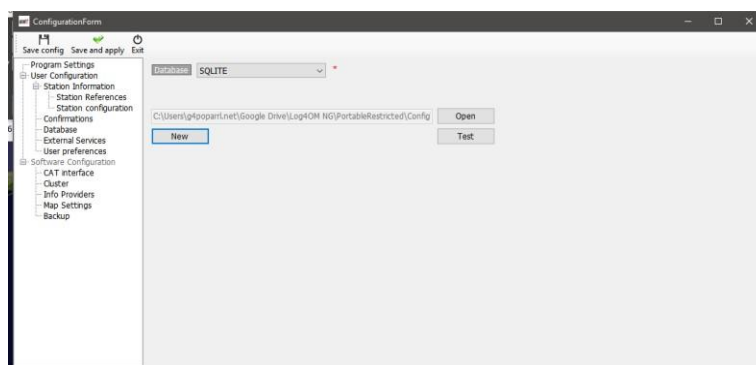 ConfigurationForm
Save config Save and apply Exit
Program Settings
User Configuration
Station Information
Station References
Station configuration
Confirmations
Database
External Services
User preferences
Software Configuration
CAT interface
Cluster
Info Providers
Map Settings
Backup
Database SQLITE *
C:\Users\g4poparrl.net\Google Drive\Log4OM NG\PortableRestricted\Config Open
New Test